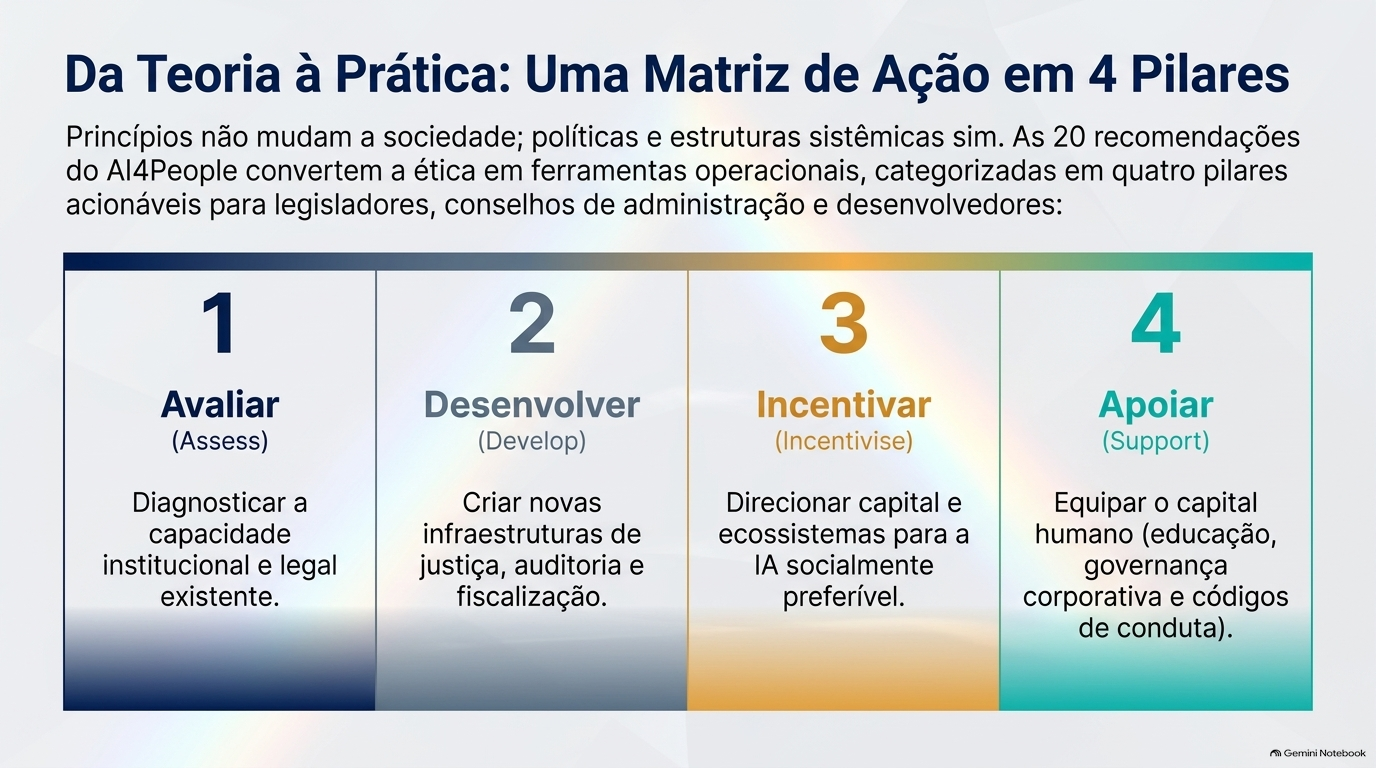 Da Teoria à Prática: Uma Matriz de Ação em 4 Pilares
Princípios não mudam a sociedade; políticas e estruturas sistêmicas sim. As 20 recomendações
do AI4People convertem a ética em ferramentas operacionais, categorizadas em quatro pilares
acionáveis para legisladores, conselhos de administração e desenvolvedores:
1
Avaliar
(Assess)
Diagnosticar a
capacidade
institucional e legal
existente.
2
Desenvolver
(Develop)
Criar novas
infraestruturas de
justiça, auditoria e
fiscalização.
3
Incentivar
(Incentivise)
Direcionar capital e
ecossistemas para a
IA socialmente
preferível.
4
Apoiar
(Support)
Equipar o capital
humano (educação,
governança
corporativa e códigos
de conduta).
Gemini Notebook